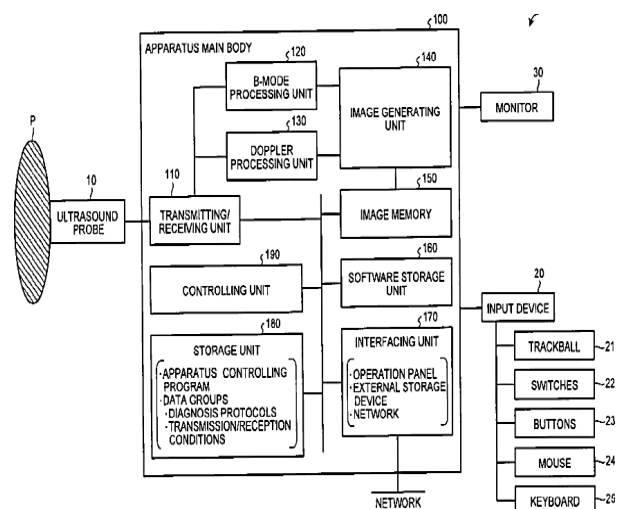 100
APPARATUS MAIN BODY
120
B-MODE
PROCESSING UNIT
140
IMAGE GENERATING
UNIT
30
MONITOR
P
130
DOPPLER
PROCESSING UNIT
10
ULTRASOUND
PROBE
110
TRANSMITTING/
RECEIVING UNIT
150
IMAGE MEMORY
190
CONTROLLING UNIT
160
SOFTWARE STORAGE
UNIT
20
INPUT DEVICE
180
STORAGE UNIT
·APPARATUS CONTROLLING
PROGRAM
·DATA GROUPS
·DIAGNOSIS PROTOCOLS
·TRANSMISSION/RECEPTION
CONDITIONS
170
INTERFACING UNIT
·OPERATION PANEL
·EXTERNAL STORAGE
DEVICE
·NETWORK
TRACKBALL
21
SWITCHES
22
BUTTONS
23
MOUSE
24
KEYBOARD
25
NETWORK